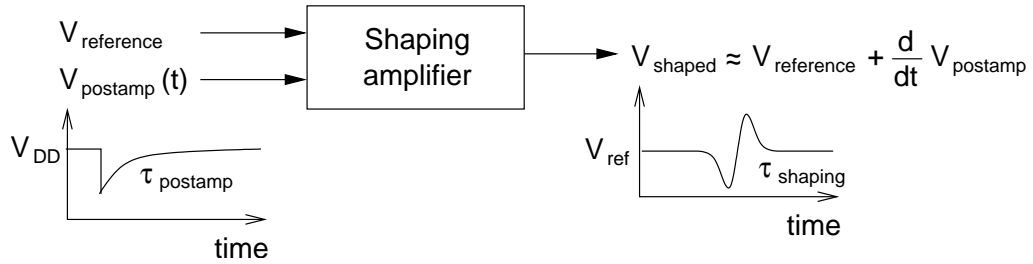 V reference
V postamp (t)
Shaping
amplifier
V shaped ≈ V reference + d/dt V postamp
V DD
τ postamp
time
V ref
τ shaping
time